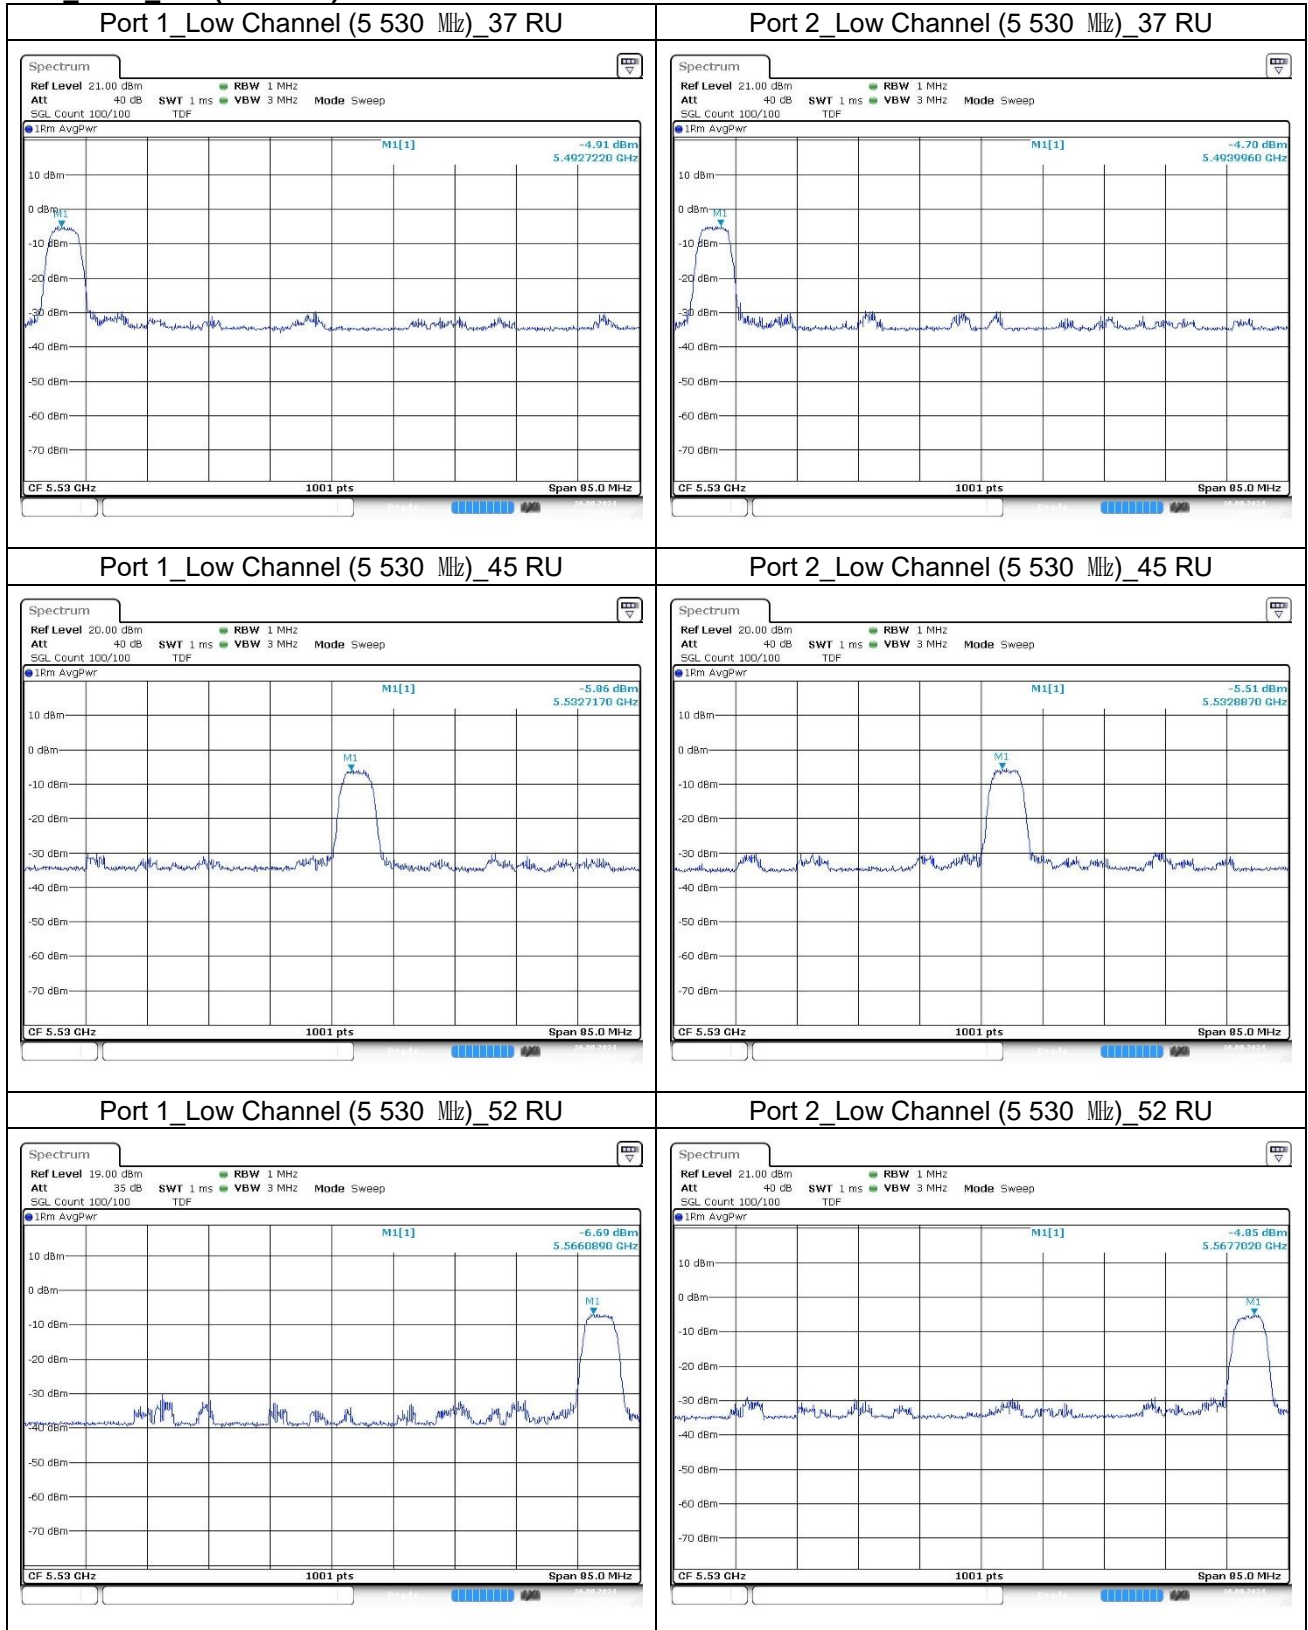 Port 1_Low Channel (5 530 ㎒)_37 RU
Port 2_Low Channel (5 530 ㎒)_37 RU
Spectrum
Ref Level 21.00 dBm RBW 1 MHz
Att 40 dB SWT 1 ms VBW 3 MHz Mode Sweep
SGL Count 100/100 TDF
1Rm AvgPwr
M1[1] -4.91 dBm
5.4927220 GHz
10 dBm
0 dBm
M1
-10 dBm
-20 dBm
-30 dBm
-40 dBm
-50 dBm
-60 dBm
-70 dBm
CF 5.53 GHz 1001 pts Span 85.0 MHz
Spectrum
Ref Level 21.00 dBm RBW 1 MHz
Att 40 dB SWT 1 ms VBW 3 MHz Mode Sweep
SGL Count 100/100 TDF
1Rm AvgPwr
M1[1] -4.70 dBm
5.4939960 GHz
10 dBm
0 dBm
M1
-10 dBm
-20 dBm
-30 dBm
-40 dBm
-50 dBm
-60 dBm
-70 dBm
CF 5.53 GHz 1001 pts Span 85.0 MHz
Port 1_Low Channel (5 530 ㎒)_45 RU
Port 2_Low Channel (5 530 ㎒)_45 RU
Spectrum
Ref Level 20.00 dBm RBW 1 MHz
Att 40 dB SWT 1 ms VBW 3 MHz Mode Sweep
SGL Count 100/100 TDF
1Rm AvgPwr
M1[1] -5.86 dBm
5.5327170 GHz
10 dBm
0 dBm
M1
-10 dBm
-20 dBm
-30 dBm
-40 dBm
-50 dBm
-60 dBm
-70 dBm
CF 5.53 GHz 1001 pts Span 85.0 MHz
Spectrum
Ref Level 20.00 dBm RBW 1 MHz
Att 40 dB SWT 1 ms VBW 3 MHz Mode Sweep
SGL Count 100/100 TDF
1Rm AvgPwr
M1[1] -5.51 dBm
5.5328870 GHz
10 dBm
0 dBm
M1
-10 dBm
-20 dBm
-30 dBm
-40 dBm
-50 dBm
-60 dBm
-70 dBm
CF 5.53 GHz 1001 pts Span 85.0 MHz
Port 1_Low Channel (5 530 ㎒)_52 RU
Port 2_Low Channel (5 530 ㎒)_52 RU
Spectrum
Ref Level 19.00 dBm RBW 1 MHz
Att 35 dB SWT 1 ms VBW 3 MHz Mode Sweep
SGL Count 100/100 TDF
1Rm AvgPwr
M1[1] -6.69 dBm
5.5660890 GHz
10 dBm
0 dBm
M1
-10 dBm
-20 dBm
-30 dBm
-40 dBm
-50 dBm
-60 dBm
-70 dBm
CF 5.53 GHz 1001 pts Span 85.0 MHz
Spectrum
Ref Level 21.00 dBm RBW 1 MHz
Att 40 dB SWT 1 ms VBW 3 MHz Mode Sweep
SGL Count 100/100 TDF
1Rm AvgPwr
M1[1] -4.85 dBm
5.5677020 GHz
10 dBm
0 dBm
M1
-10 dBm
-20 dBm
-30 dBm
-40 dBm
-50 dBm
-60 dBm
-70 dBm
CF 5.53 GHz 1001 pts Span 85.0 MHz